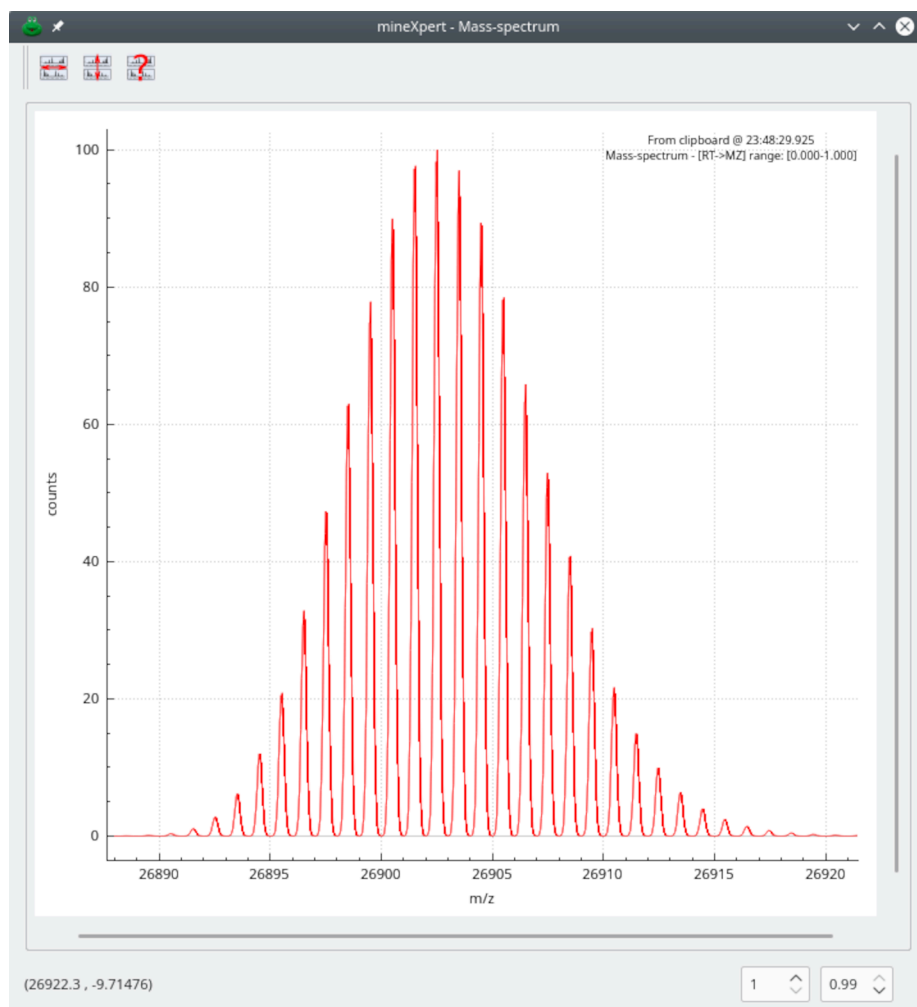 mineXpert - Mass-spectrum
From clipboard @ 23:48:29.925
Mass-spectrum - [RT->MZ] range: [0.000-1.000]
100
80
60
40
20
0
counts
26890 26895 26900 26905 26910 26915 26920
m/z
(26922.3 , -9.71476)
1 0.99